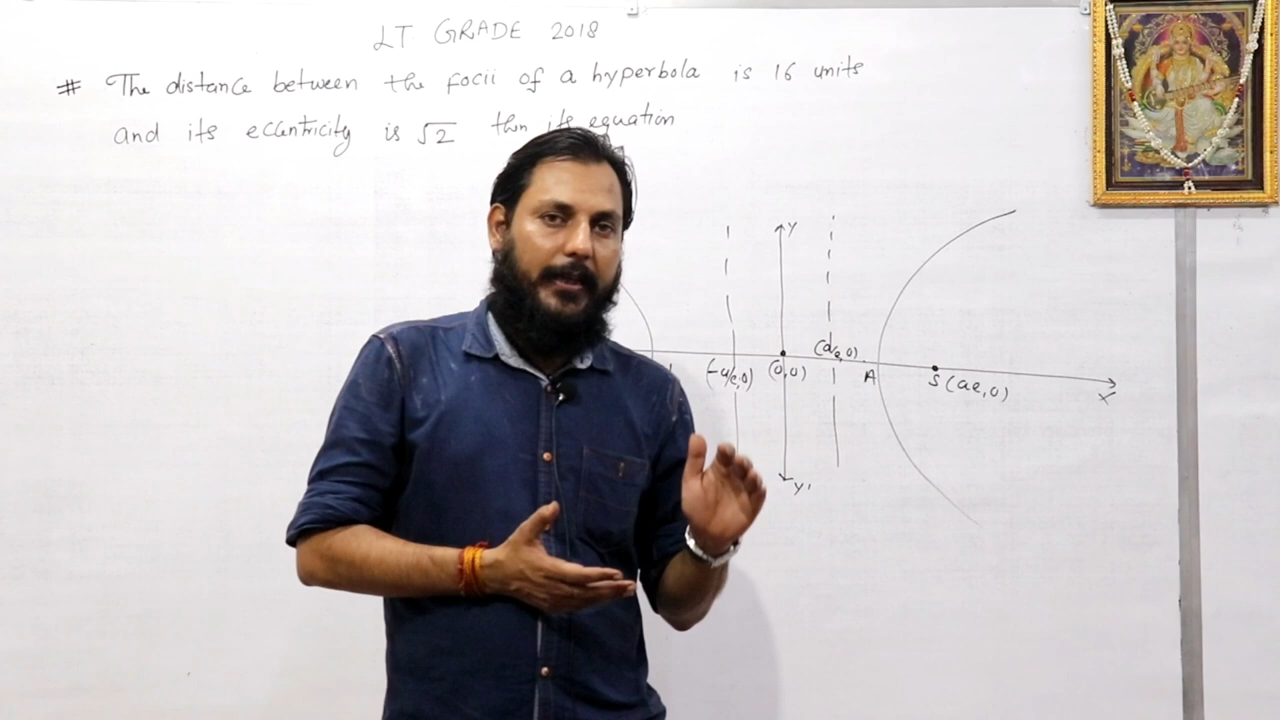 LT GRADE 2018
# The distance between the focii of a hyperbola is 16 units
and its eccentricity is √2 then its equation
Y
(a/e,0)
(-a/e,0) (0,0) A S(ae,0)
X
Y'